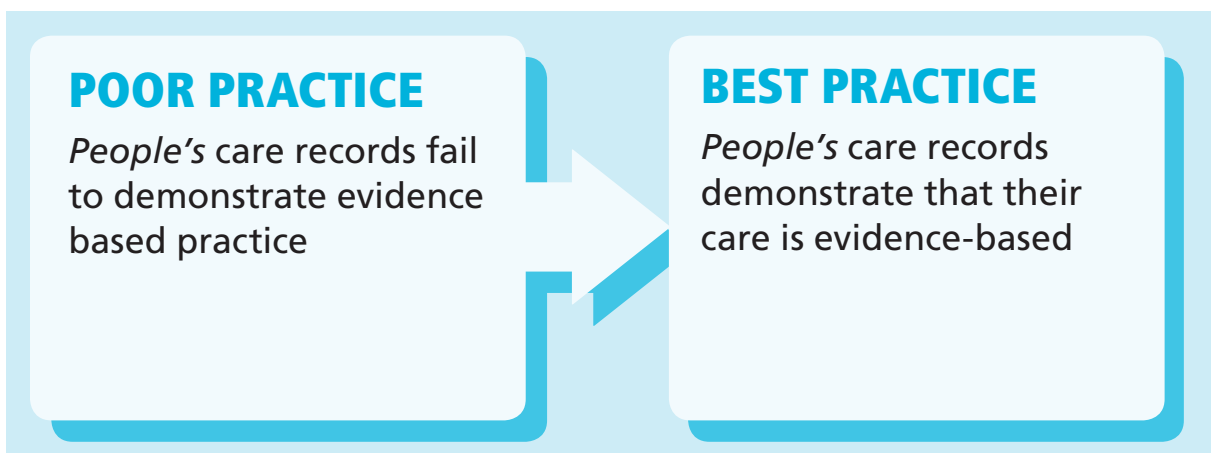 POOR PRACTICE
People’s care records fail
to demonstrate evidence
based practice
BEST PRACTICE
People’s care records
demonstrate that their
care is evidence-based